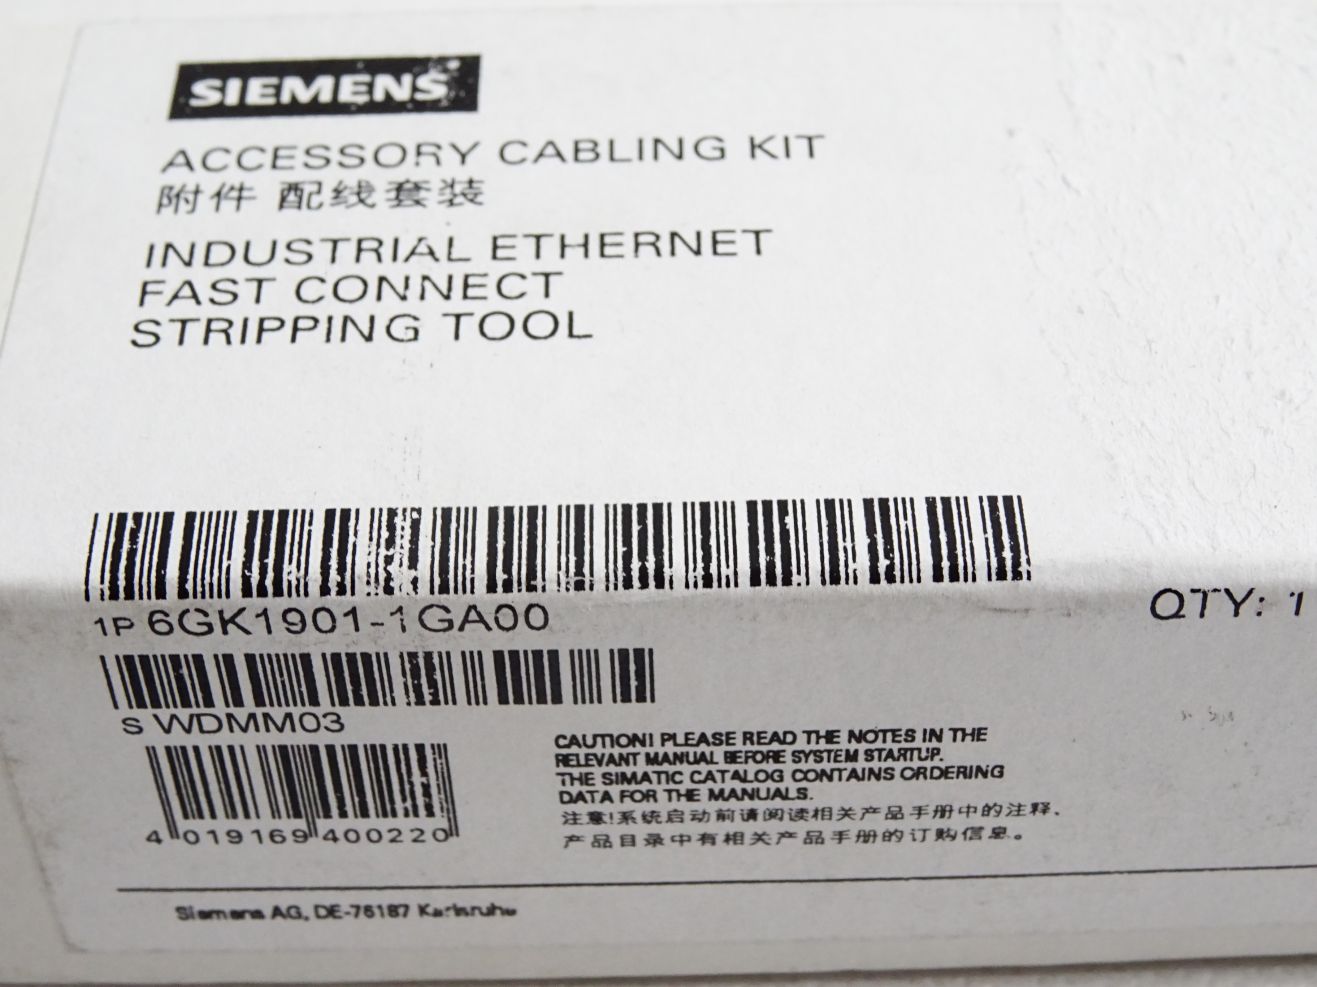 SIEMENS
ACCESSORY CABLING KIT
附件 配线套装
INDUSTRIAL ETHERNET
FAST CONNECT
STRIPPING TOOL
1P 6GK1901-1GA00
QTY: 1
S WDMM03
4 019169 400220
CAUTION! PLEASE READ THE NOTES IN THE
RELEVANT MANUAL BEFORE SYSTEM STARTUP.
THE SIMATIC CATALOG CONTAINS ORDERING
DATA FOR THE MANUALS.
注意!系统启动前请阅读相关产品手册中的注释.
产品目录中有相关产品手册的订购信息。
Siemens AG, DE-76187 Karlsruhe